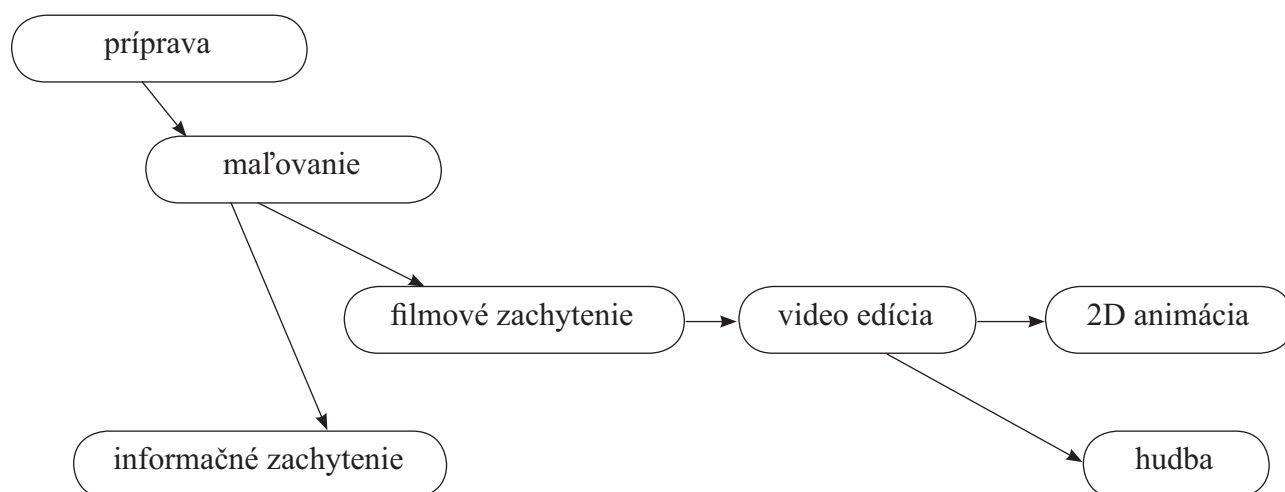 príprava
maľovanie
filmové zachytenie
video edícia
2D animácia
informačné zachytenie
hudba